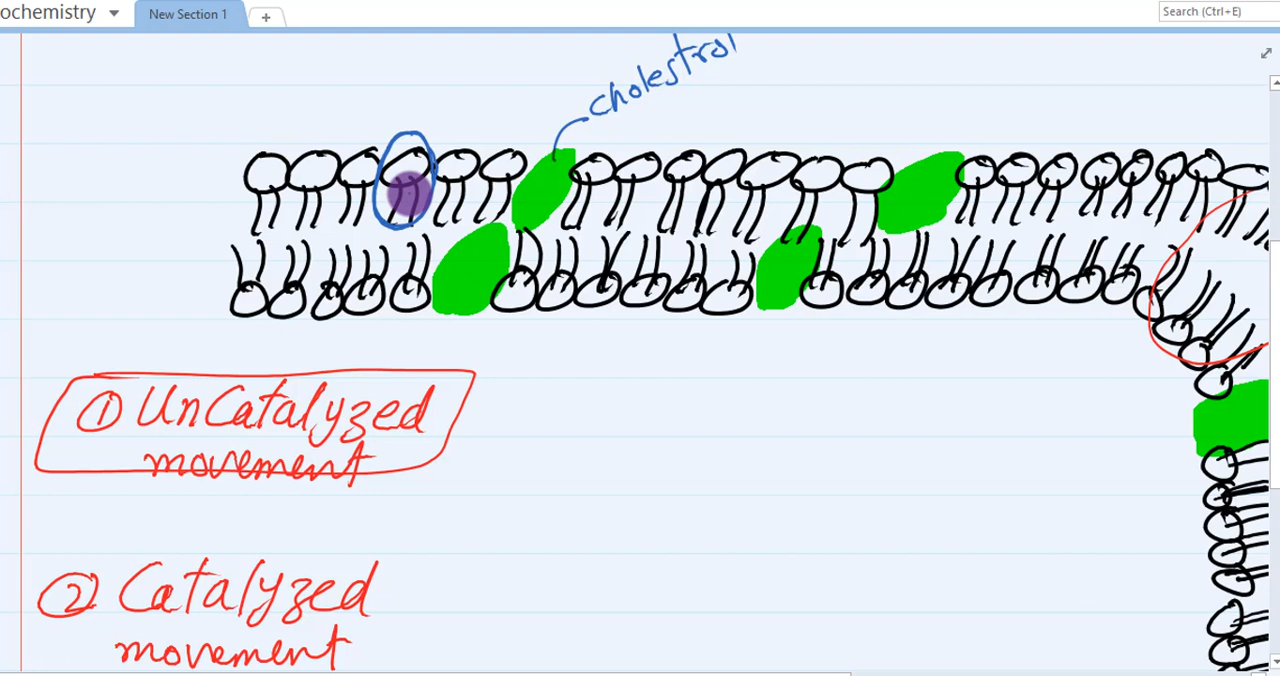 ochemistry
New Section 1
+
Search (Ctrl+E)
cholestrol
① UnCatalyzed
movement
② Catalyzed
movement